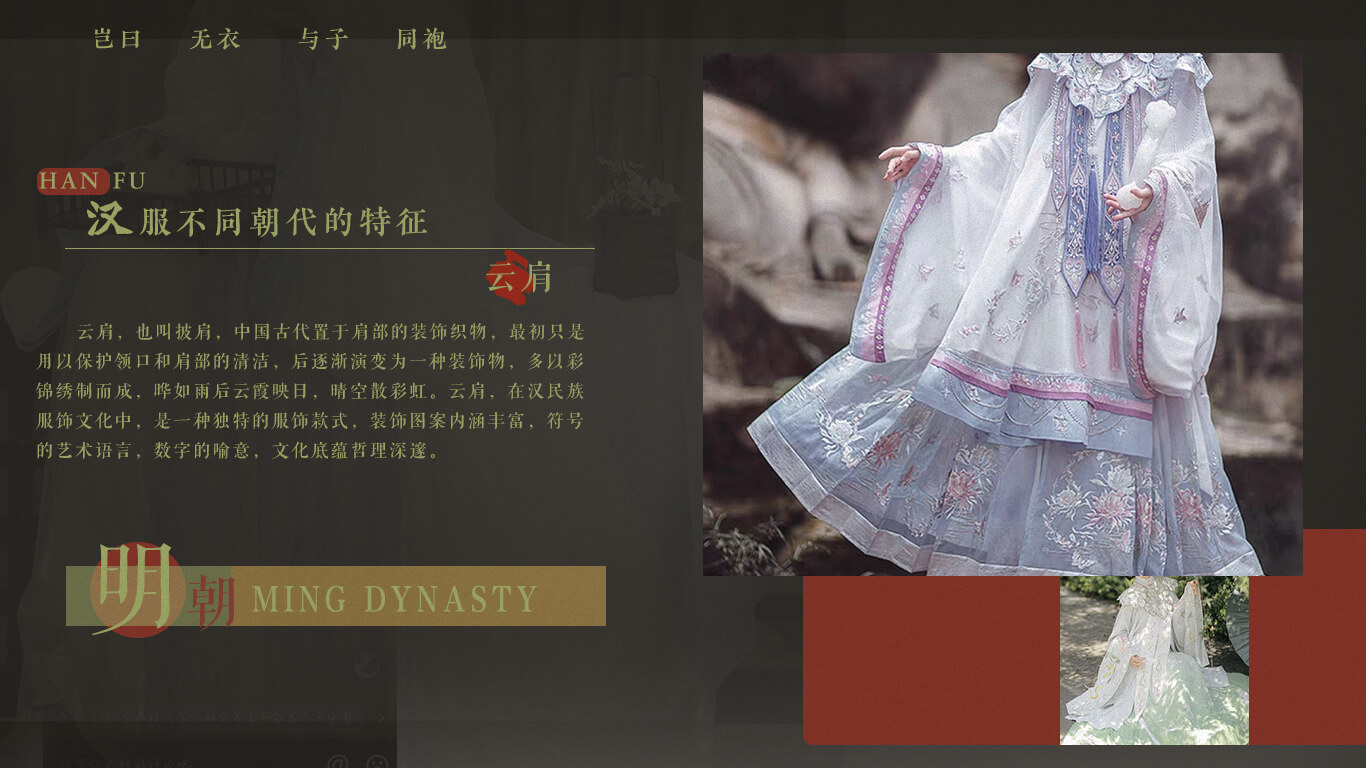 岂曰 无衣 与子 同袍
HAN FU
汉服不同朝代的特征
云肩
云肩，也叫披肩，中国古代置于肩部的装饰织物，最初只是
用以保护领口和肩部的清洁，后逐渐演变为一种装饰物，多以彩
锦绣制而成，晔如雨后云霞映日，晴空散彩虹。云肩，在汉民族
服饰文化中，是一种独特的服饰款式，装饰图案内涵丰富，符号
的艺术语言，数字的喻意，文化底蕴哲理深邃。
明朝 MING DYNASTY